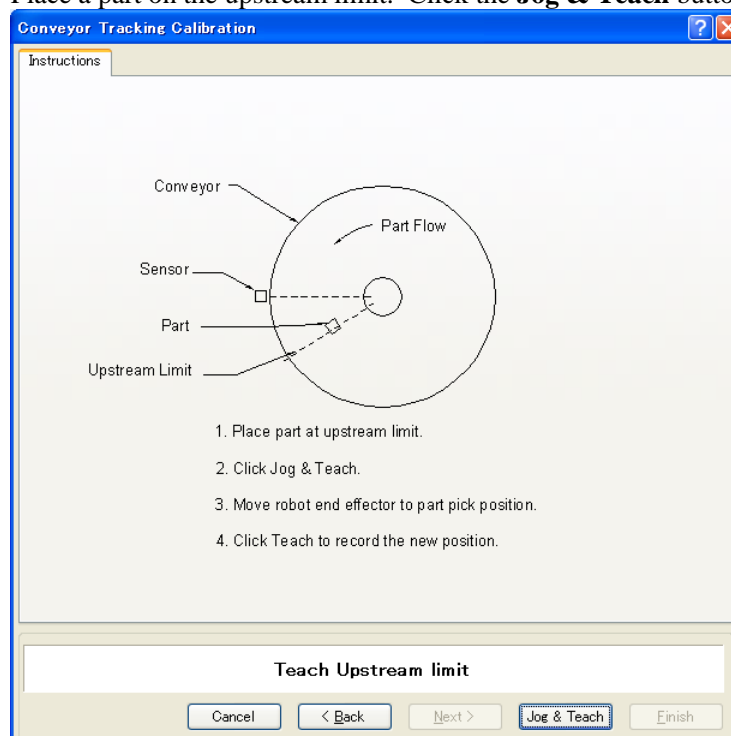 Place a part on the upstream limit. Click the Jog & Teach butto
Conveyor Tracking Calibration
Instructions
Conveyor
Part Flow
Sensor
Part
Upstream Limit
1. Place part at upstream limit.
2. Click Jog & Teach.
3. Move robot end effector to part pick position.
4. Click Teach to record the new position.
Teach Upstream limit
Cancel < Back Next > Jog & Teach Finish